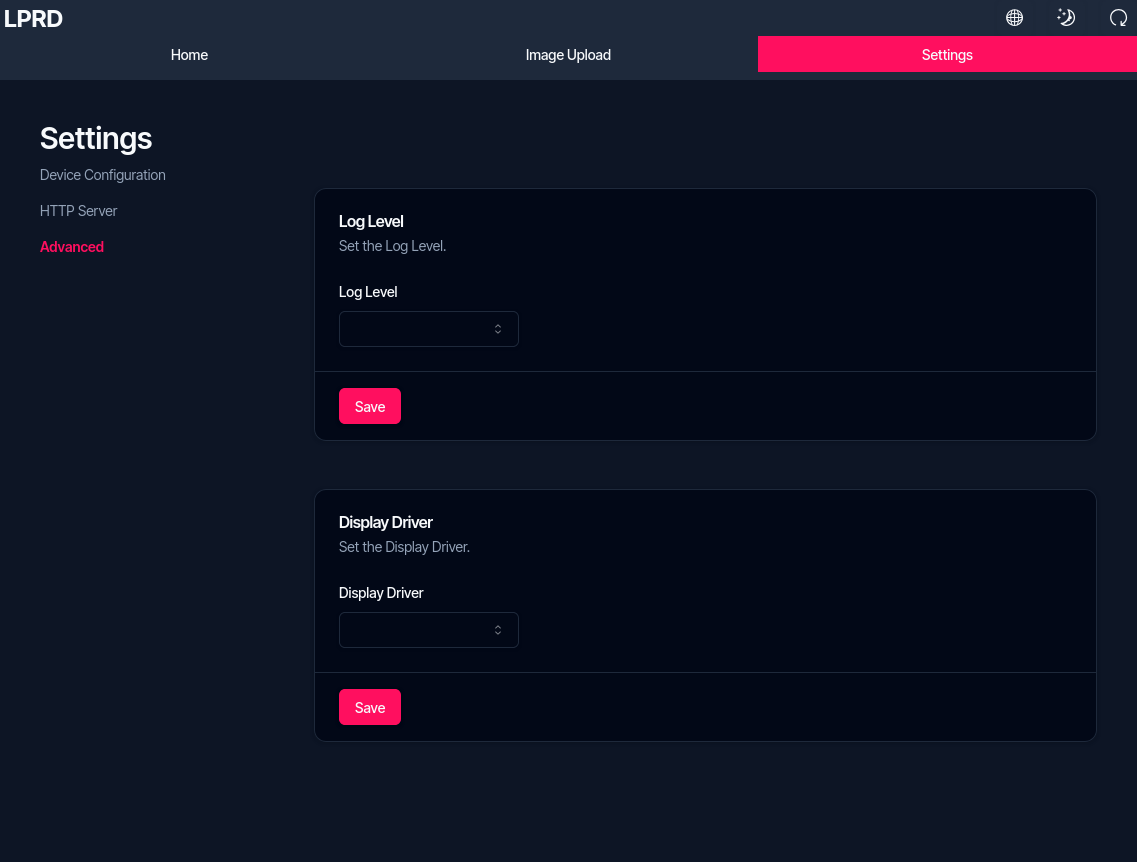 LPRD
Home
Image Upload
Settings
Settings
Device Configuration
HTTP Server
Advanced
Log Level
Set the Log Level.
Log Level
Save
Display Driver
Set the Display Driver.
Display Driver
Save